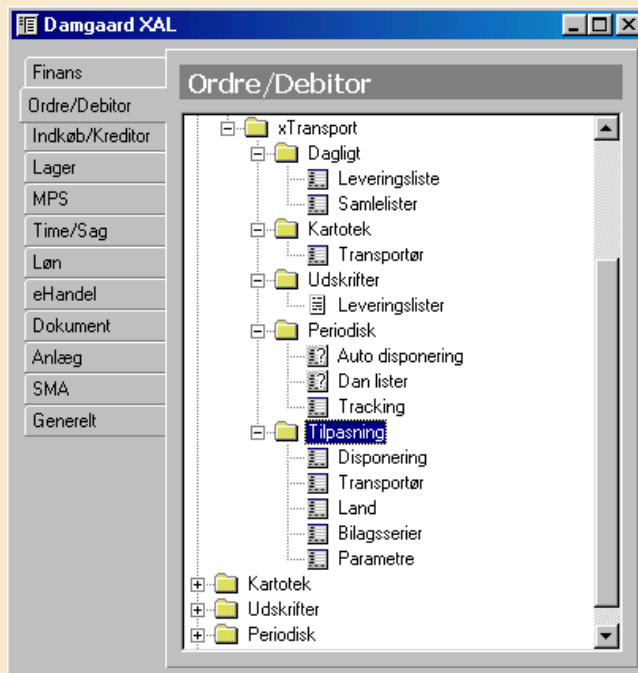 Damgaard XAL
Finans
Ordre/Debitor
Indkøb/Kreditor
Lager
MPS
Time/Sag
Løn
eHandel
Dokument
Anlæg
SMA
Generelt
Ordre/Debitor
xTransport
Dagligt
Leveringsliste
Samlelister
Kartotek
Transportør
Udskrifter
Leveringslister
Periodisk
Auto disponering
Dan lister
Tracking
Tilpasning
Disponering
Transportør
Land
Bilagsserier
Parametre
Kartotek
Udskrifter
Periodisk